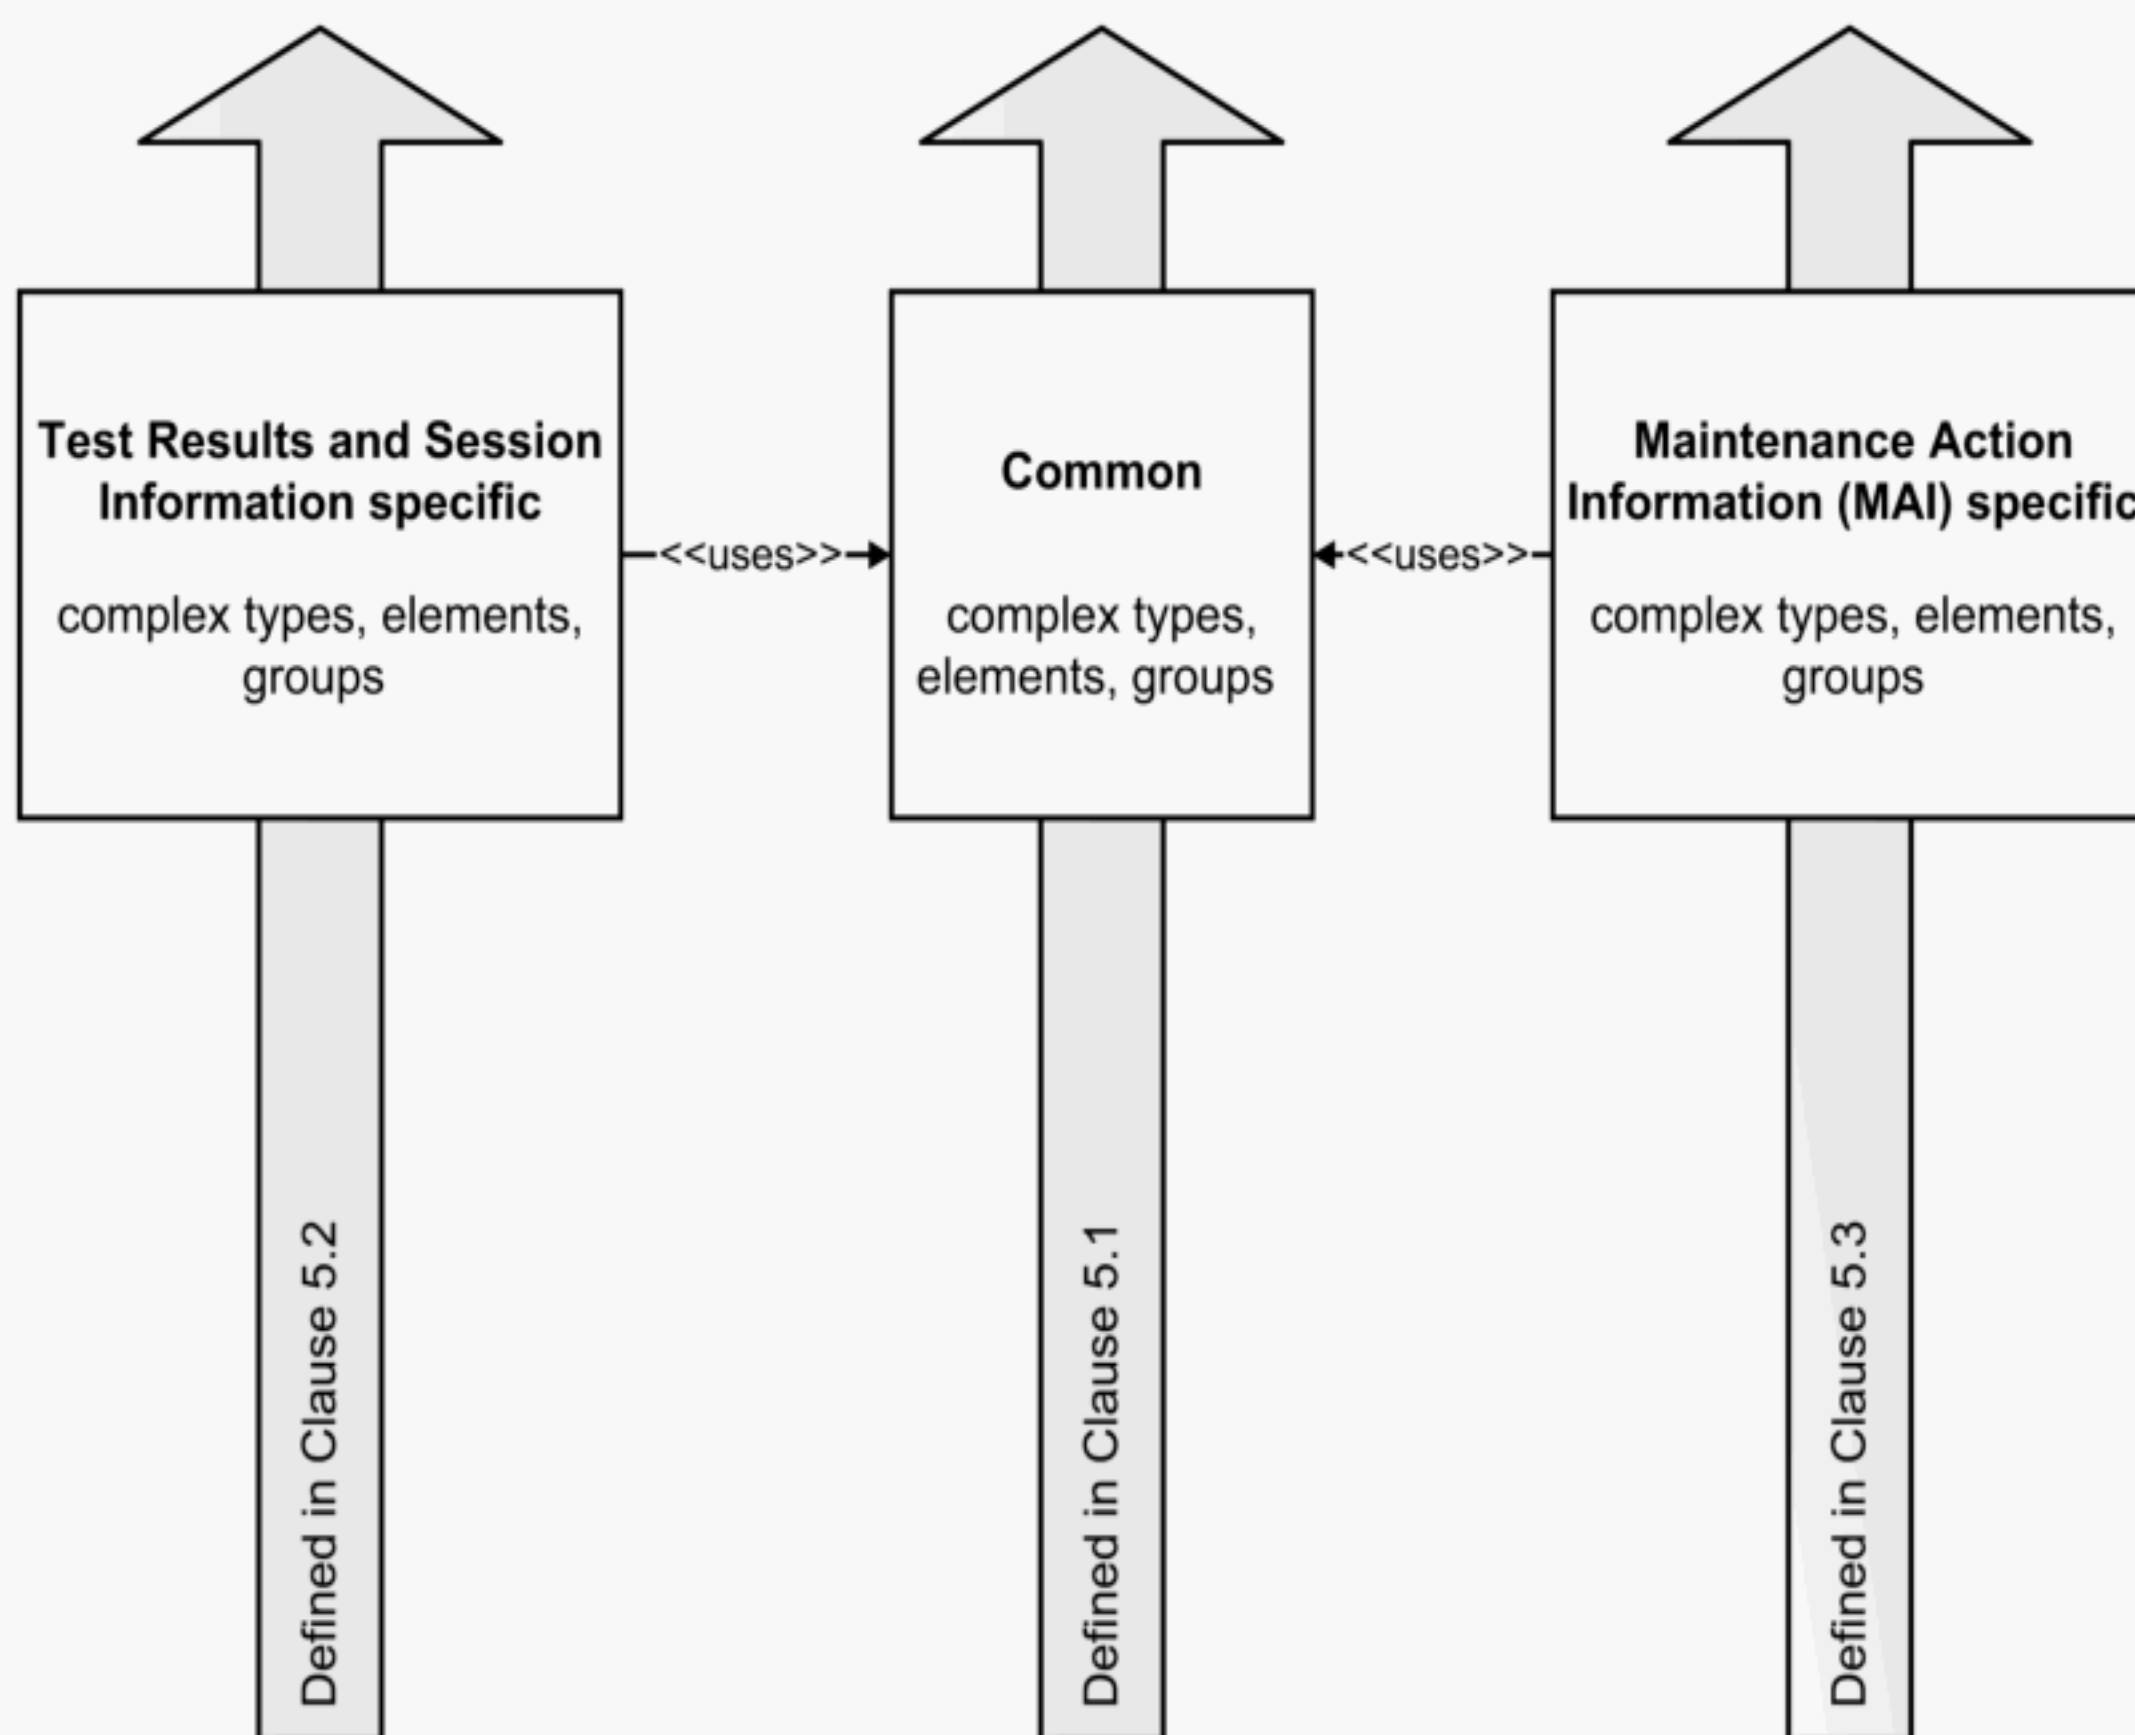 Test Results and Session
Information specific
complex types, elements,
groups
<<uses>>
Common
complex types,
elements, groups
<<uses>>
Maintenance Action
Information (MAI) specific
complex types, elements,
groups
Defined in Clause 5.2
Defined in Clause 5.1
Defined in Clause 5.3